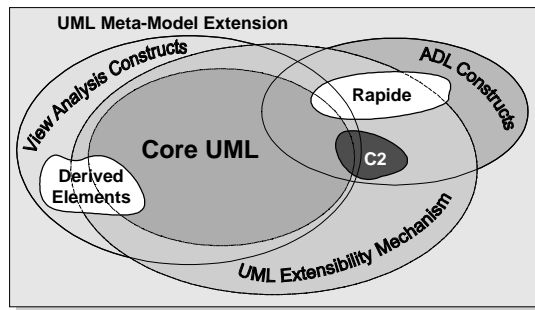 UML Meta-Model Extension
View Analysis Constructs
ADL Constructs
Rapide
Core UML
C2
Derived
Elements
UML Extensibility Mechanism